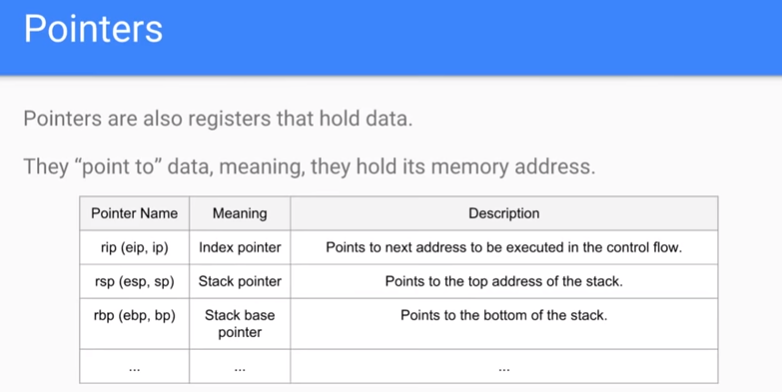 Pointers
Pointers are also registers that hold data.
They “point to” data, meaning, they hold its memory address.
Pointer Name Meaning Description
rip (eip, ip) Index pointer Points to next address to be executed in the control flow.
rsp (esp, sp) Stack pointer Points to the top address of the stack.
rbp (ebp, bp) Stack base Points to the bottom of the stack.
pointer
... ... ...